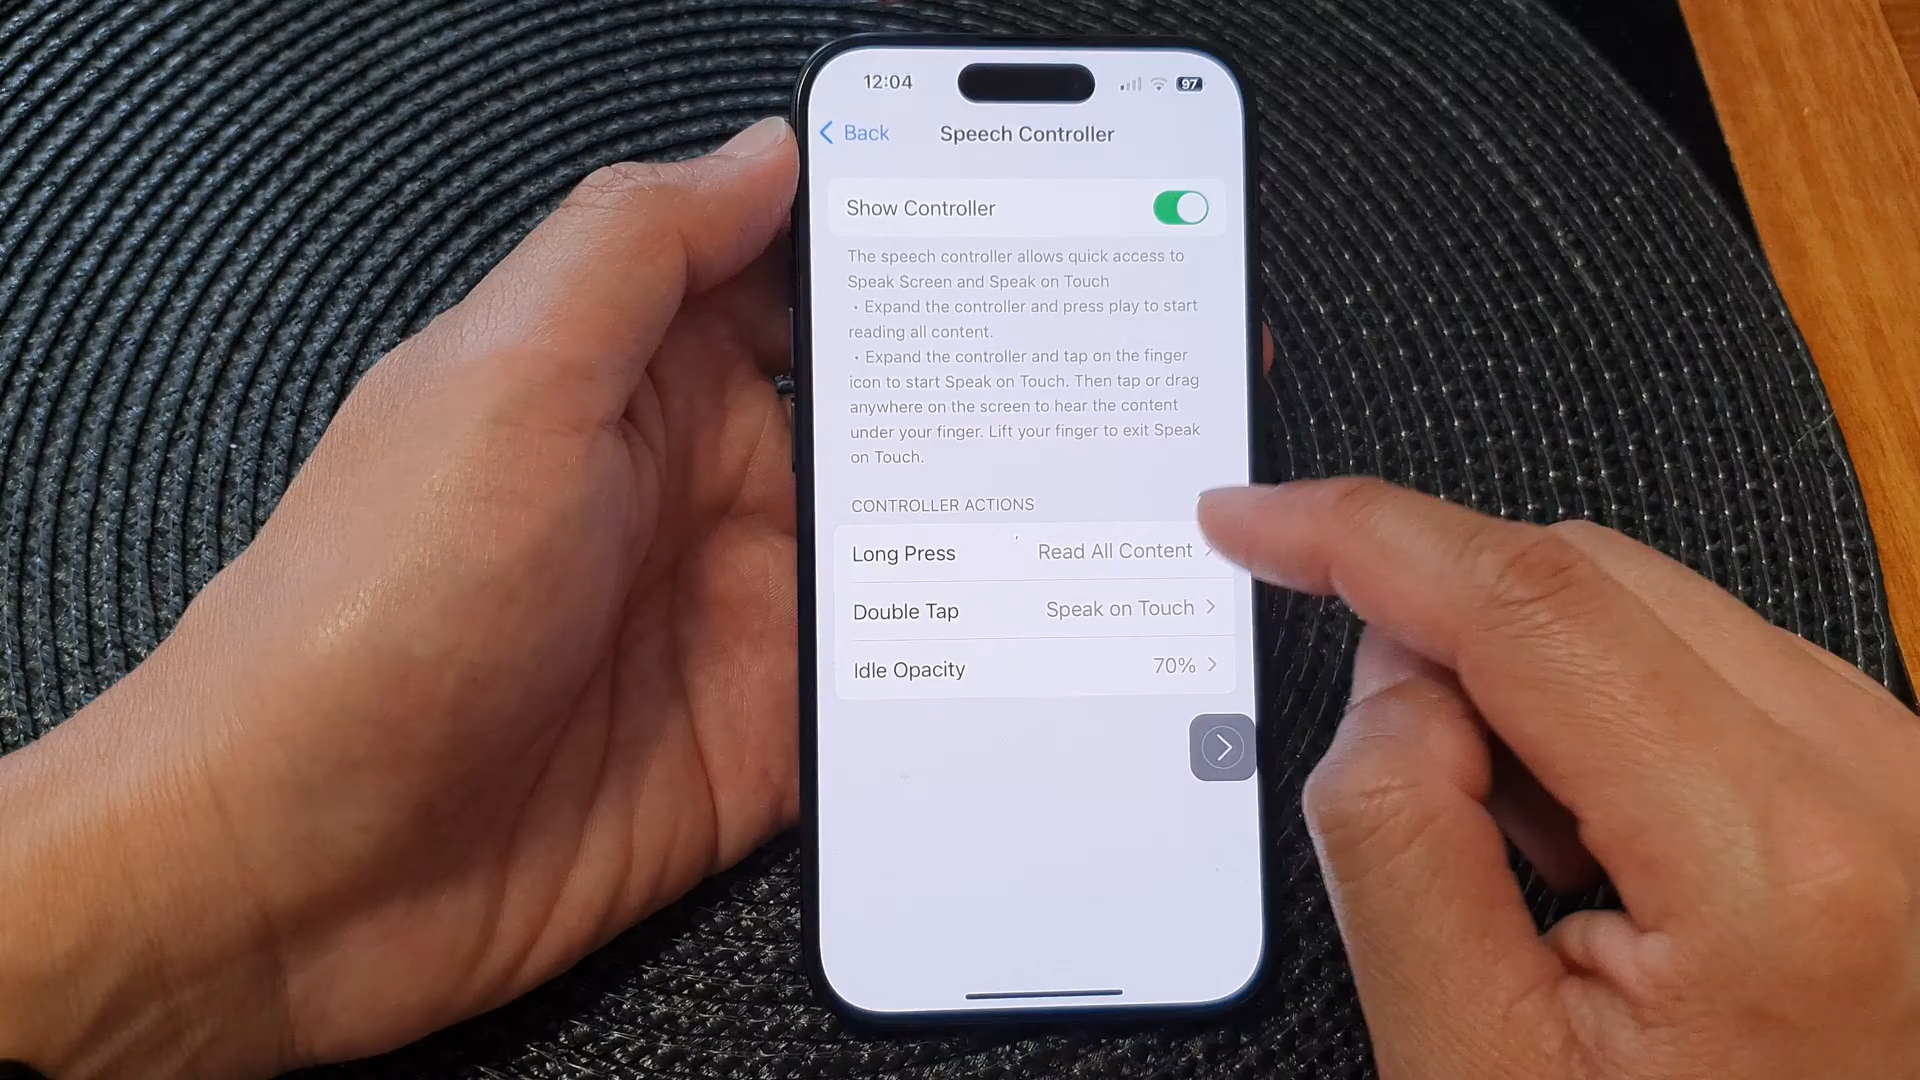 12:04
97
Back
Speech Controller
Show Controller
The speech controller allows quick access to
Speak Screen and Speak on Touch
• Expand the controller and press play to start
reading all content.
• Expand the controller and tap on the finger
icon to start Speak on Touch. Then tap or drag
anywhere on the screen to hear the content
under your finger. Lift your finger to exit Speak
on Touch.
CONTROLLER ACTIONS
Long Press Read All Content
Double Tap Speak on Touch
Idle Opacity 70%